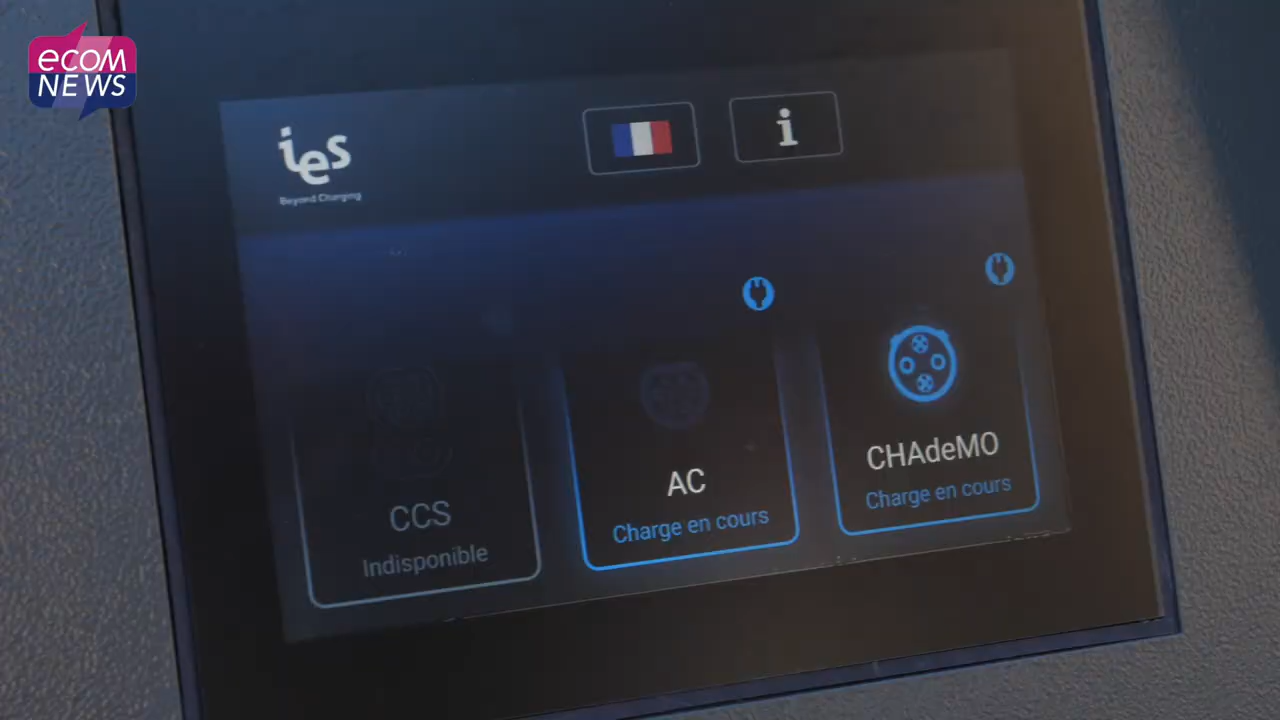 ecom
NEWS
ies
Beyond Charging
i
CCS
Indisponible
AC
Charge en cours
CHAdeMO
Charge en cours